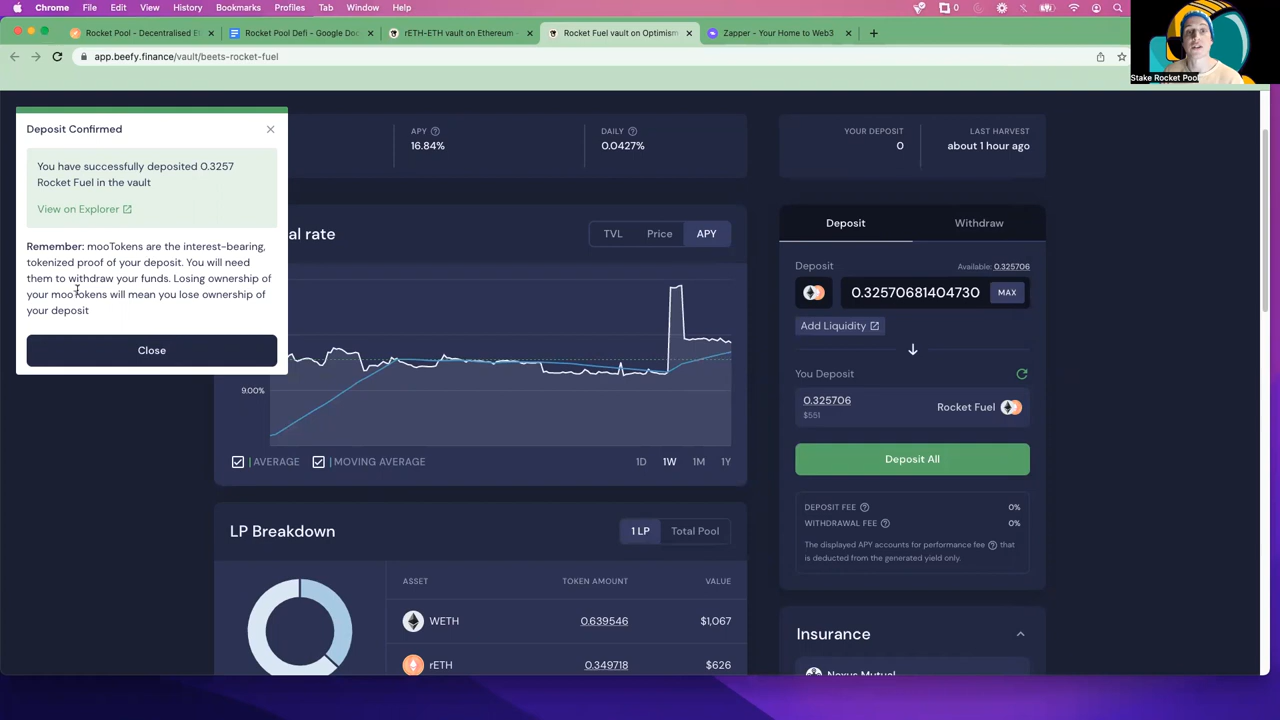 Chrome File Edit View History Bookmarks Profiles Tab Window Help
Rocket Pool - Decentralised Et
Rocket Pool Defi - Google Doc
rETH-ETH vault on Ethereum -
Rocket Fuel vault on Optimism
Zapper - Your Home to Web3
app.beefy.finance/vault/beets-rocket-fuel
Stake Rocket Pool
Deposit Confirmed
You have successfully deposited 0.3257
Rocket Fuel in the vault
View on Explorer
Remember: mooTokens are the interest-bearing,
tokenized proof of your deposit. You will need
them to withdraw your funds. Losing ownership of
your mooTokens will mean you lose ownership of
your deposit
Close
APY
16.84%
DAILY
0.0427%
YOUR DEPOSIT
0
LAST HARVEST
about 1 hour ago
al rate
TVL Price APY
9.00%
AVERAGE MOVING AVERAGE
1D 1W 1M 1Y
LP Breakdown
1 LP Total Pool
ASSET TOKEN AMOUNT VALUE
WETH 0.639546 $1,067
rETH 0.349718 $626
Deposit Withdraw
Deposit Available: 0.325706
0.32570681404730 MAX
Add Liquidity
You Deposit
0.325706
$551
Rocket Fuel
Deposit All
DEPOSIT FEE 0%
WITHDRAWAL FEE 0%
The displayed APY accounts for performance fee that
is deducted from the generated yield only.
Insurance
Nexus Mutual